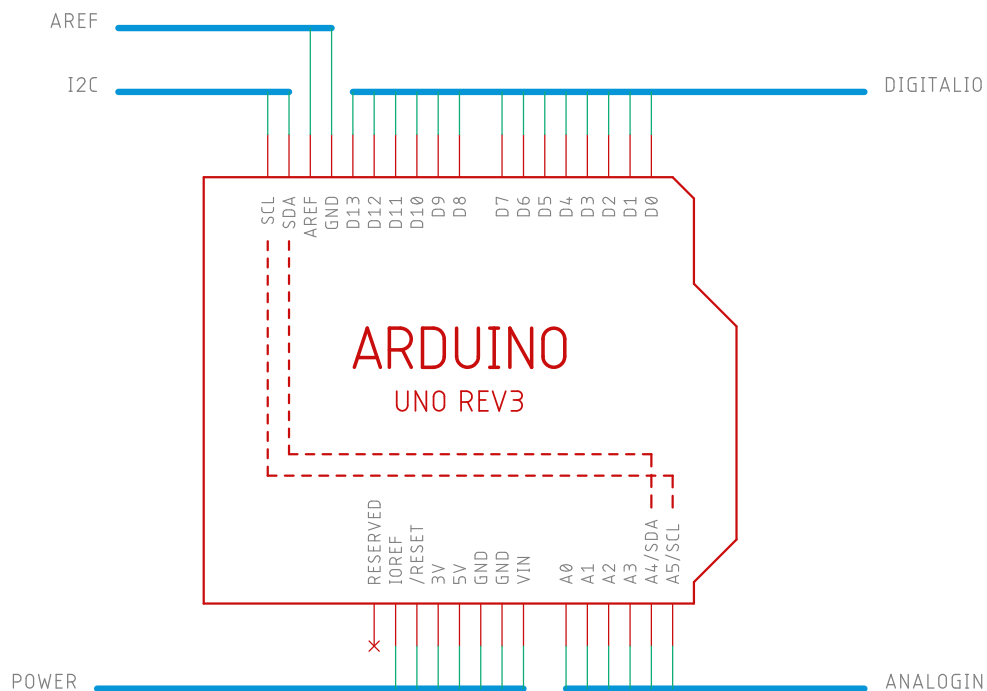 AREF
I2C
DIGITALIO
SCL
SDA
AREF
GND
D13
D12
D11
D10
D9
D8
D7
D6
D5
D4
D3
D2
D1
D0
ARDUINO
UNO REV3
RESERVED
IOREF
/RESET
3V
5V
GND
GND
VIN
A0
A1
A2
A3
A4/SDA
A5/SCL
POWER
ANALOGIN